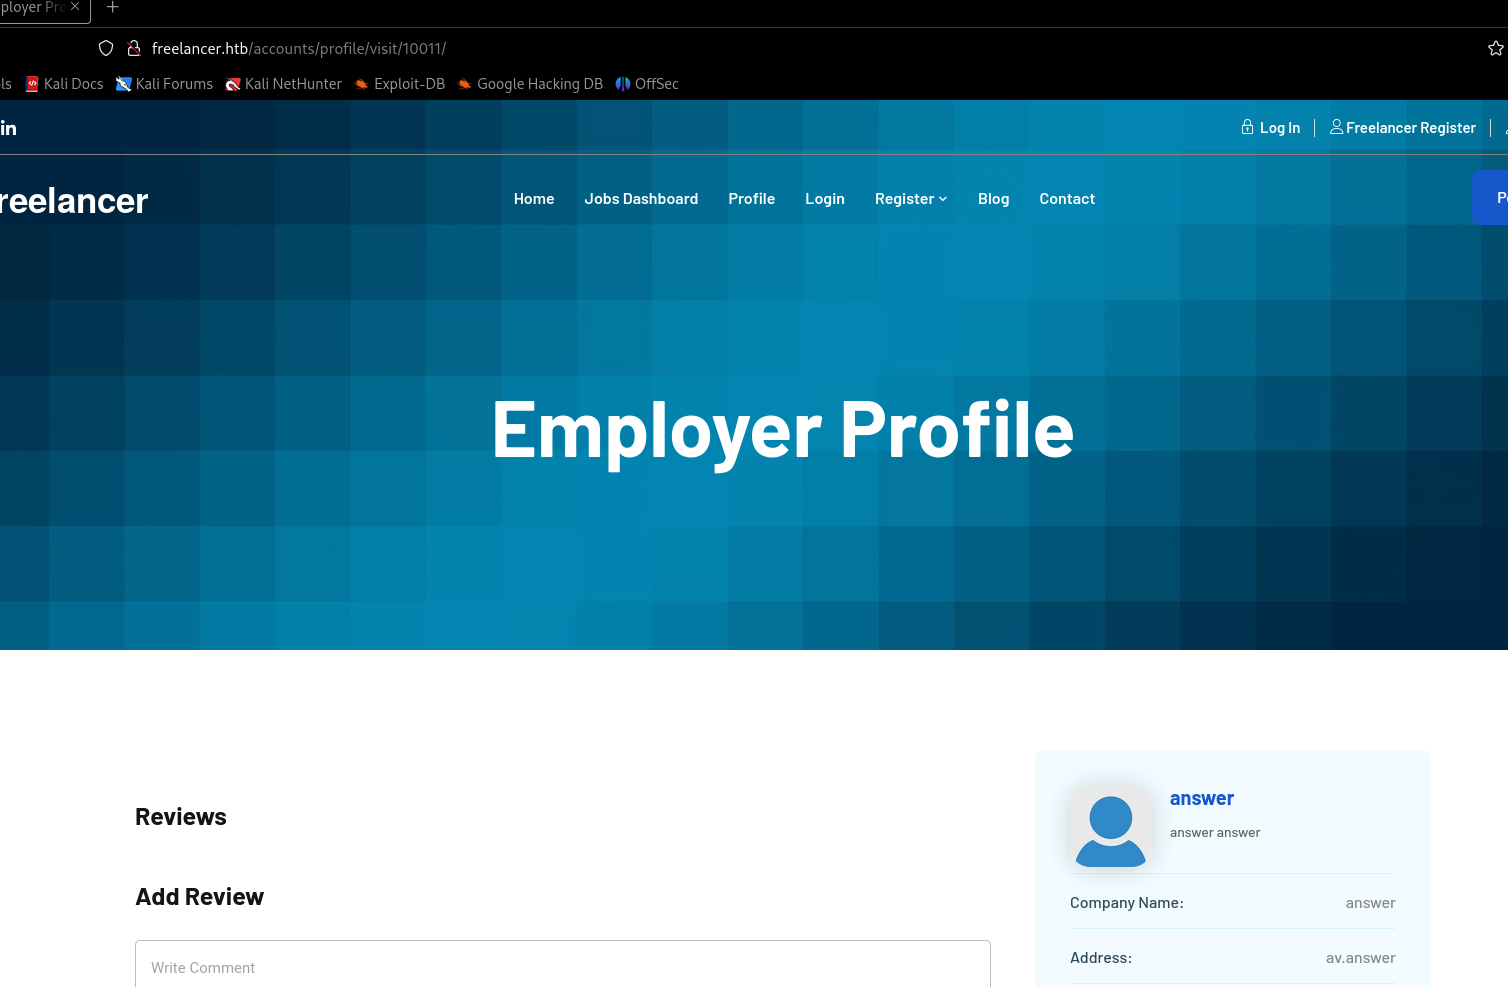 ployer Pro
freelancer.htb/accounts/profile/visit/10011/
ls Kali Docs Kali Forums Kali NetHunter Exploit-DB Google Hacking DB OffSec
in Log In Freelancer Register
reelancer Home Jobs Dashboard Profile Login Register Blog Contact P
Employer Profile
answer
answer answer
Reviews
Add Review
Company Name: answer
Address: av.answer
Write Comment